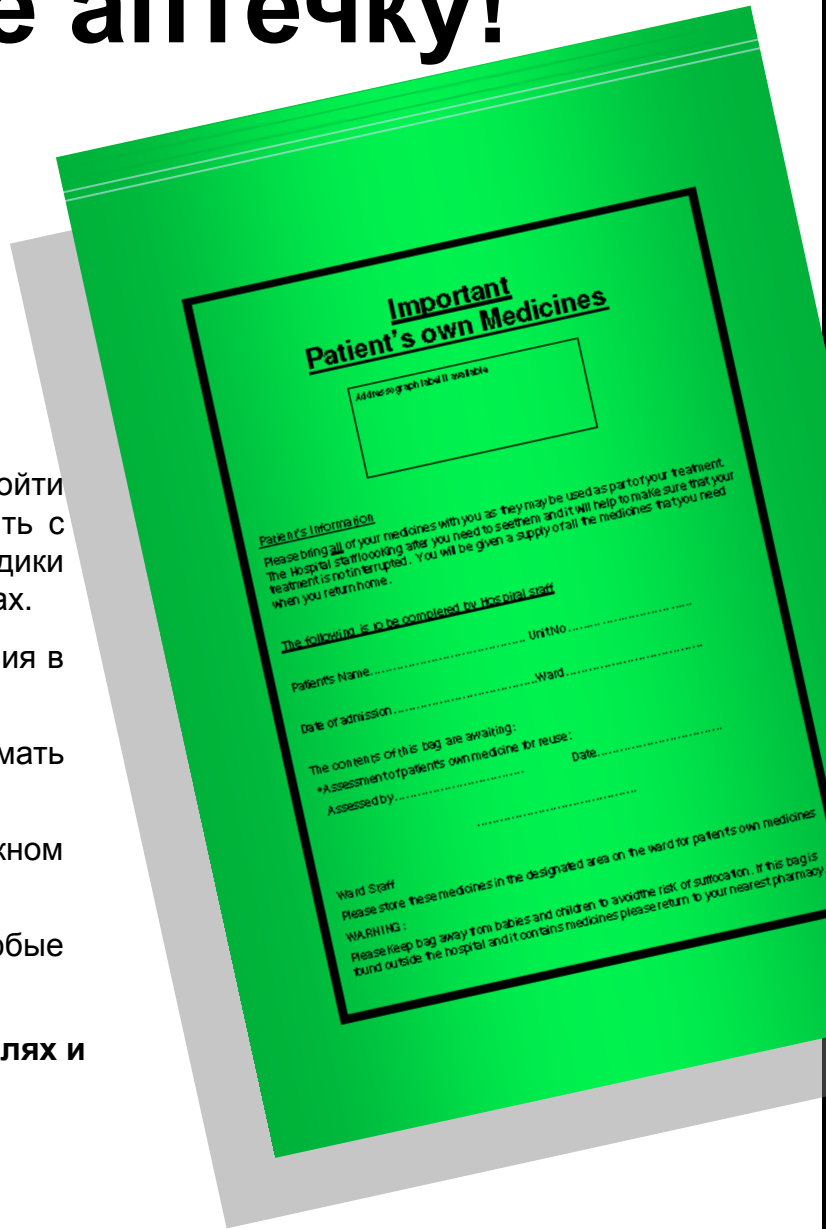 е аптечку!
ойти
ть с
дики
ах.
ия в
мать
жном
обые
лях и
Important
Patient's own Medicines
Addressograph label if available
Patient's Information
Please bring all of your medicines with you as they may be used as part of your treatment.
The Hospital staff loooking after you need to see them and it will help to make sure that your
treatment is not interrupted. You will be given a supply of all the medicines that you need
when you return home.
The following is to be completed by Hospital staff
Patient's Name.................................... Unit No................................
Date of admission....................................Ward................................
The contents of this bag are awaiting:
*Assessment of patient's own medicine for reuse:
Assessed by................................ Date................................
........................................
Ward Staff
Please store these medicines in the designated area on the ward for patient's own medicines
WARNING:
Please Keep bag away from babies and children to avoid the risk of suffocation. If this bag is
found outside the hospital and it contains medicines please return to your nearest pharmacy